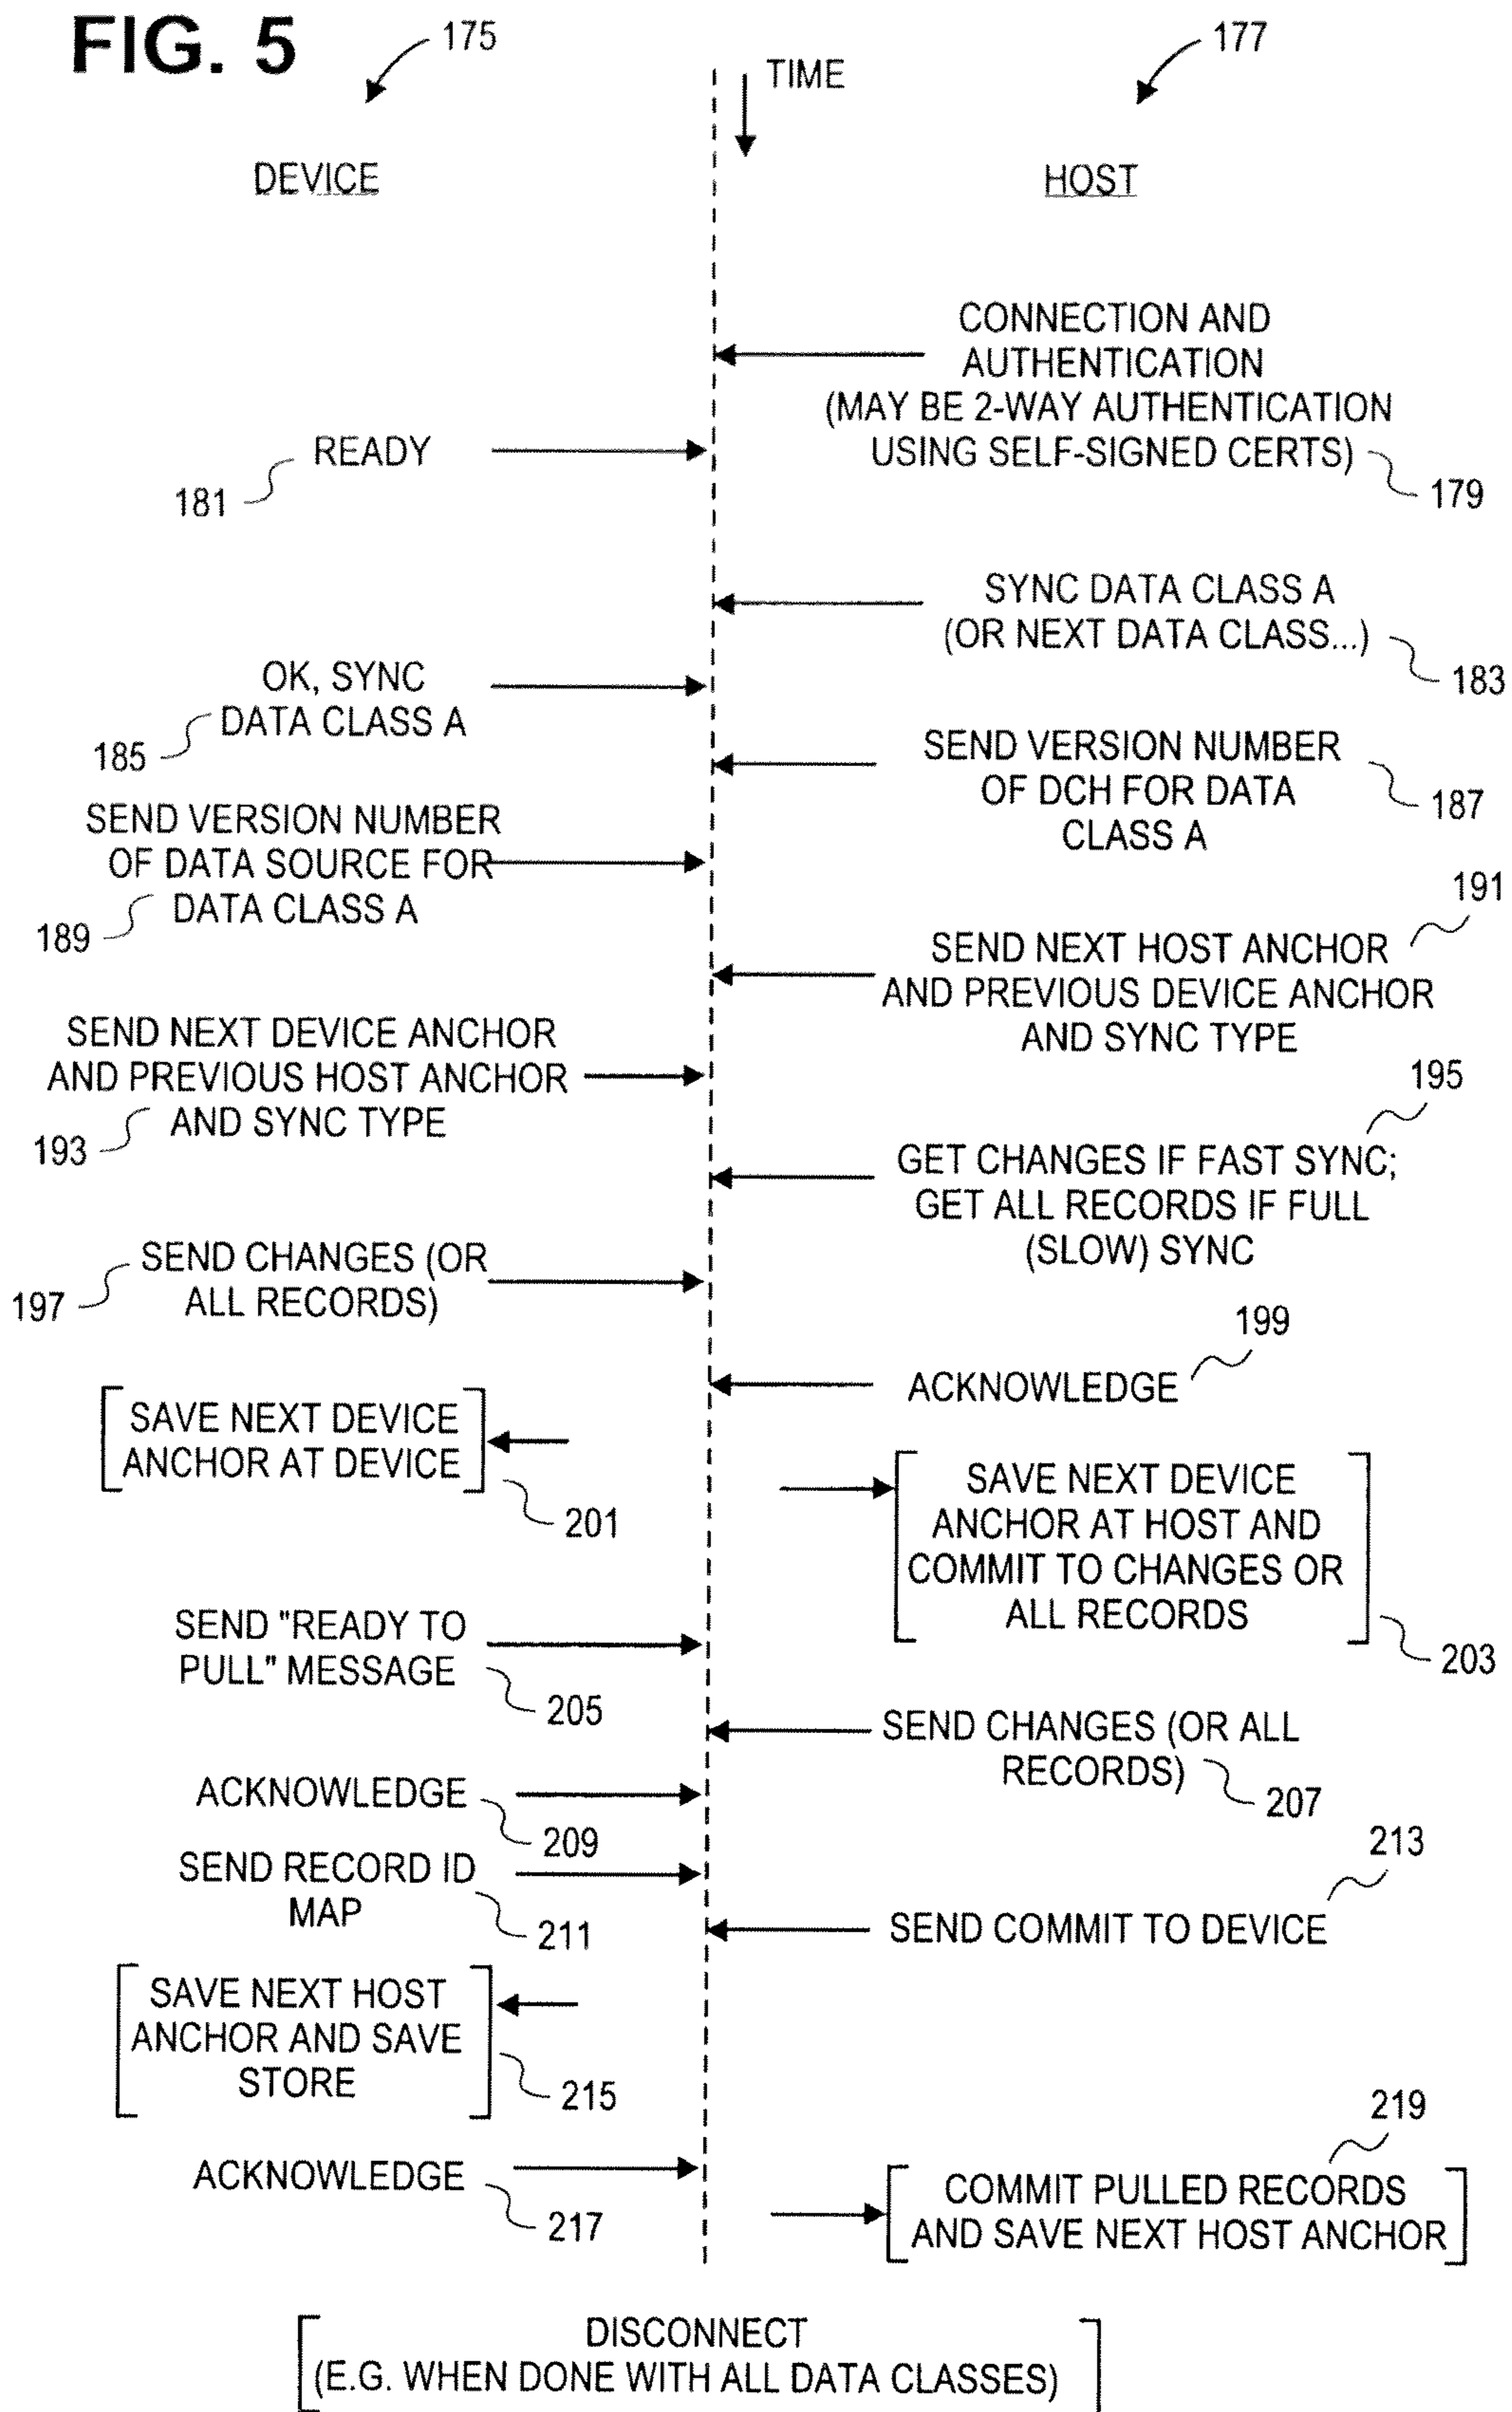 FIG. 5
175
TIME
177
DEVICE
HOST
CONNECTION AND
AUTHENTICATION
(MAY BE 2-WAY AUTHENTICATION
USING SELF-SIGNED CERTS)
179
READY
181
SYNC DATA CLASS A
(OR NEXT DATA CLASS...)
183
OK, SYNC
DATA CLASS A
185
SEND VERSION NUMBER
OF DCH FOR DATA
CLASS A
187
SEND VERSION NUMBER
OF DATA SOURCE FOR
DATA CLASS A
189
191
SEND NEXT HOST ANCHOR
AND PREVIOUS DEVICE ANCHOR
AND SYNC TYPE
SEND NEXT DEVICE ANCHOR
AND PREVIOUS HOST ANCHOR
AND SYNC TYPE
193
195
GET CHANGES IF FAST SYNC;
GET ALL RECORDS IF FULL
(SLOW) SYNC
SEND CHANGES (OR
ALL RECORDS)
197
199
ACKNOWLEDGE
SAVE NEXT DEVICE
ANCHOR AT DEVICE
201
SAVE NEXT DEVICE
ANCHOR AT HOST AND
COMMIT TO CHANGES OR
ALL RECORDS
203
SEND "READY TO
PULL" MESSAGE
205
SEND CHANGES (OR ALL
RECORDS)
207
ACKNOWLEDGE
209
SEND RECORD ID
MAP
211
213
SEND COMMIT TO DEVICE
SAVE NEXT HOST
ANCHOR AND SAVE
STORE
215
ACKNOWLEDGE
217
219
COMMIT PULLED RECORDS
AND SAVE NEXT HOST ANCHOR
DISCONNECT
(E.G. WHEN DONE WITH ALL DATA CLASSES)